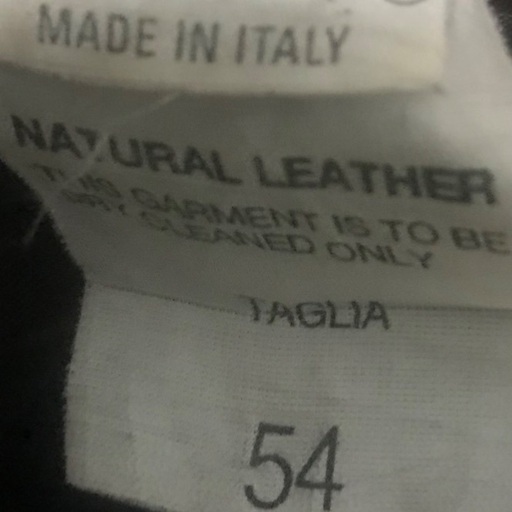 MADE IN ITALY
NATURAL LEATHER
THIS GARMENT IS TO BE
DRY CLEANED ONLY
TAGLIA
54